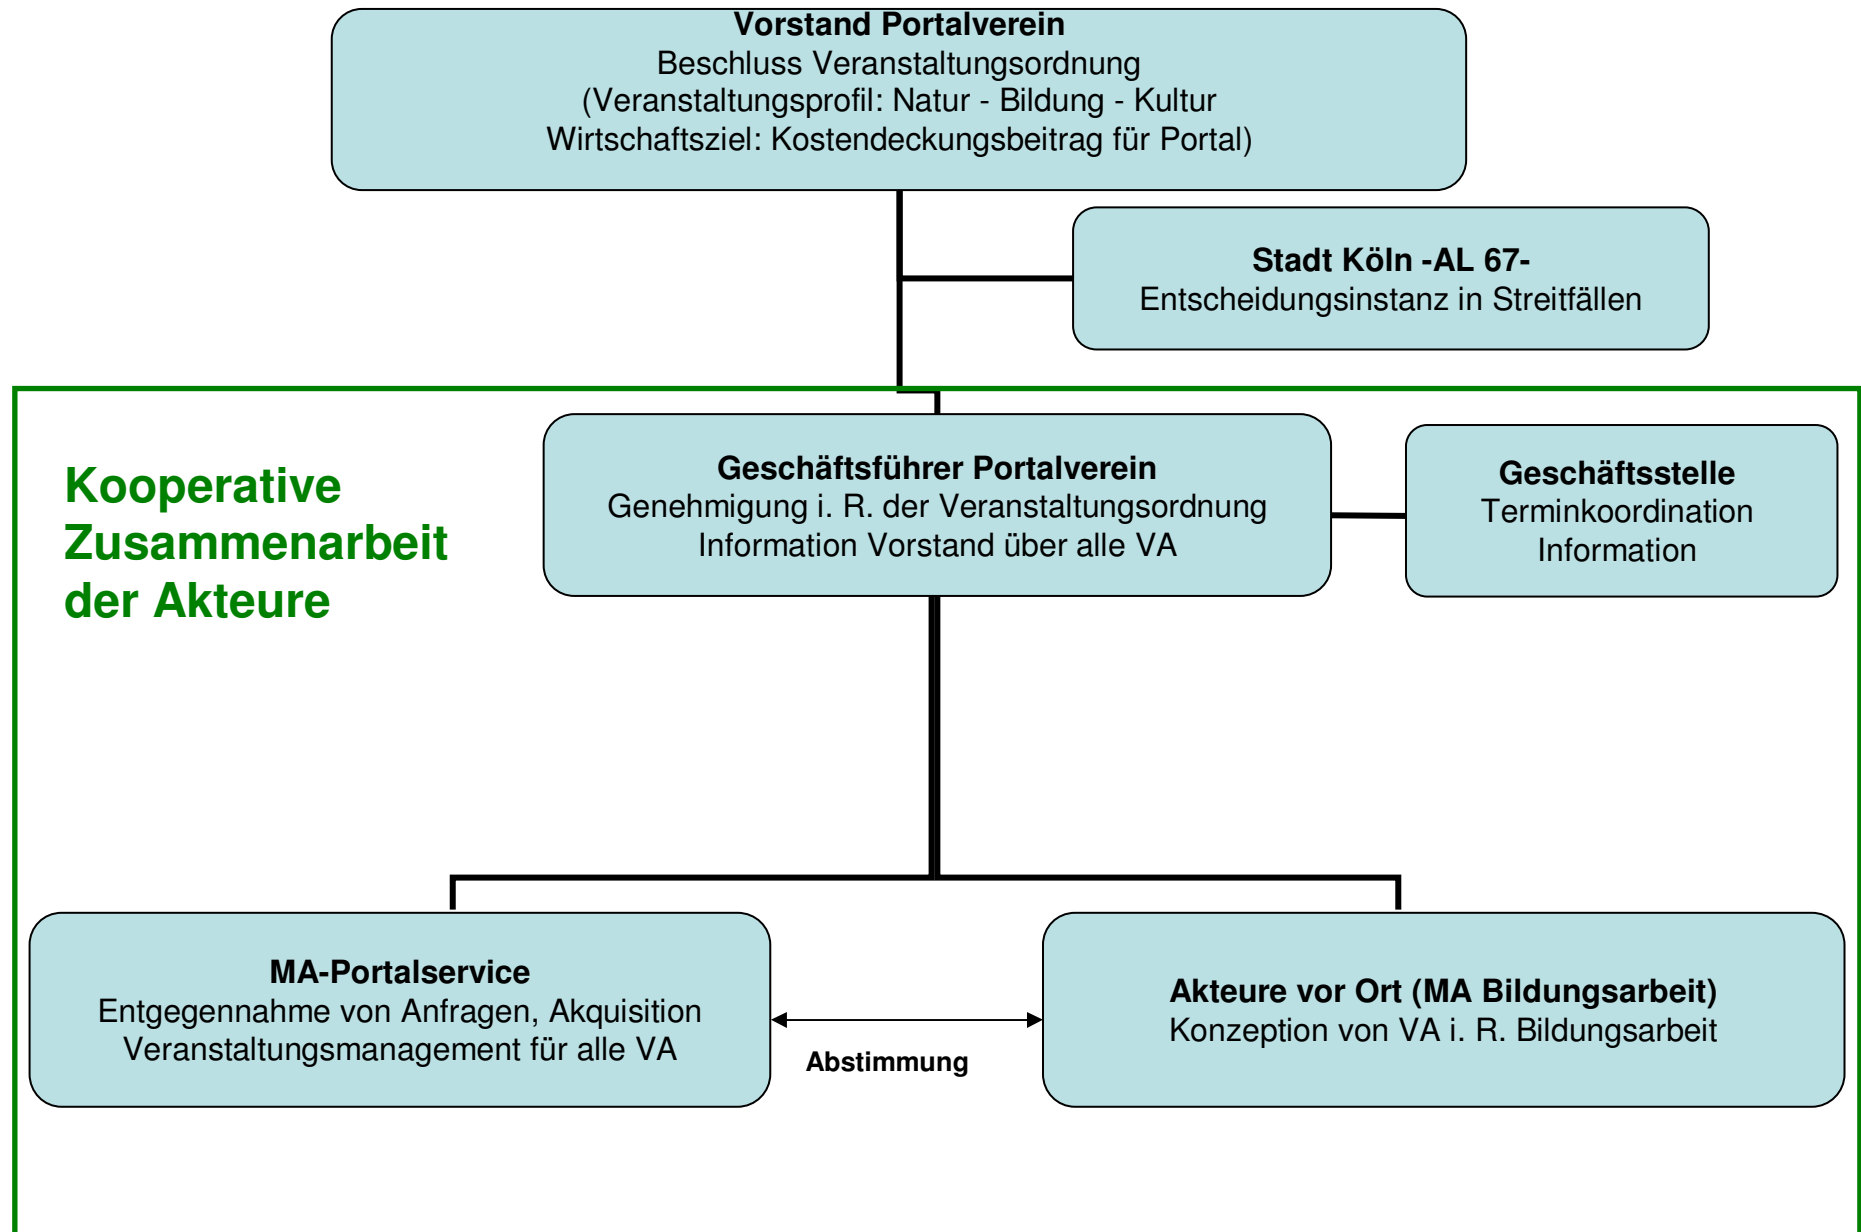 Vorstand Portalverein
Beschluss Veranstaltungsordnung
(Veranstaltungsprofil: Natur - Bildung - Kultur
Wirtschaftsziel: Kostendeckungsbeitrag für Portal)
Stadt Köln -AL 67-
Entscheidungsinstanz in Streitfällen
Kooperative
Zusammenarbeit
der Akteure
Geschäftsführer Portalverein
Genehmigung i. R. der Veranstaltungsordnung
Information Vorstand über alle VA
Geschäftsstelle
Terminkoordination
Information
MA-Portalservice
Entgegennahme von Anfragen, Akquisition
Veranstaltungsmanagement für alle VA
Abstimmung
Akteure vor Ort (MA Bildungsarbeit)
Konzeption von VA i. R. Bildungsarbeit